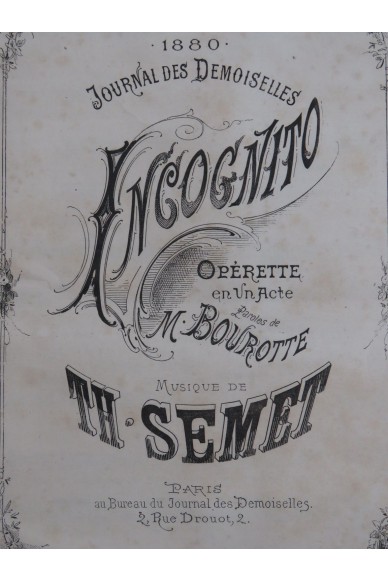 · 1880 ·
JOURNAL DES DEMOISELLES
INCOGNITO
OPÉRETTE
en Un Acte
Paroles de
M. BOUROTTE
MUSIQUE DE
TH. SEMET
PARIS
au Bureau du Journal des Demoiselles.
2, Rue Drouot, 2.